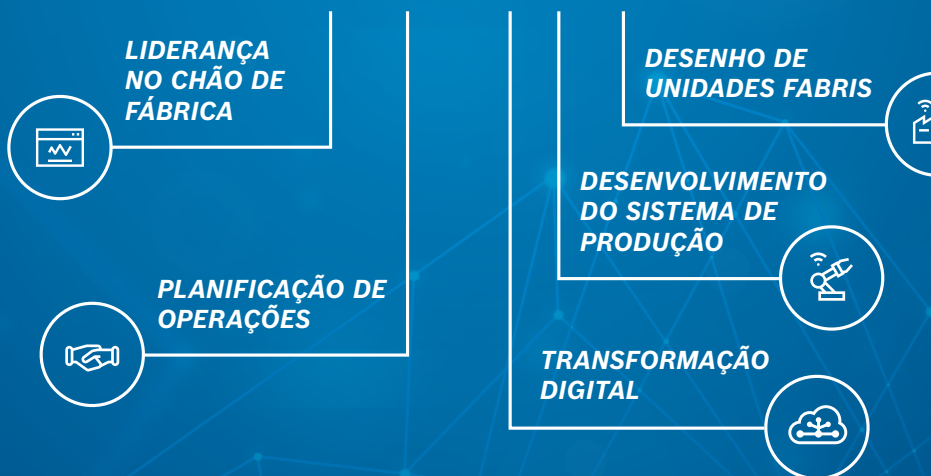 LIDERANÇA
NO CHÃO DE
FÁBRICA
PLANIFICAÇÃO DE
OPERAÇÕES
DESENHO DE
UNIDADES FABRIS
DESENVOLVIMENTO
DO SISTEMA DE
PRODUÇÃO
TRANSFORMAÇÃO
DIGITAL